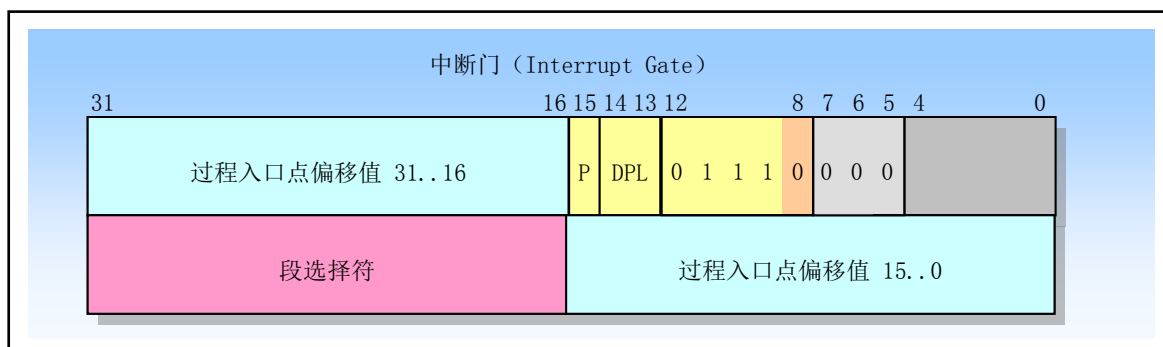 中断门（Interrupt Gate）
31 16 15 14 13 12 8 7 6 5 4 0
过程入口点偏移值 31..16 P DPL 0 1 1 1 0 0 0 0
段选择符 过程入口点偏移值 15..0